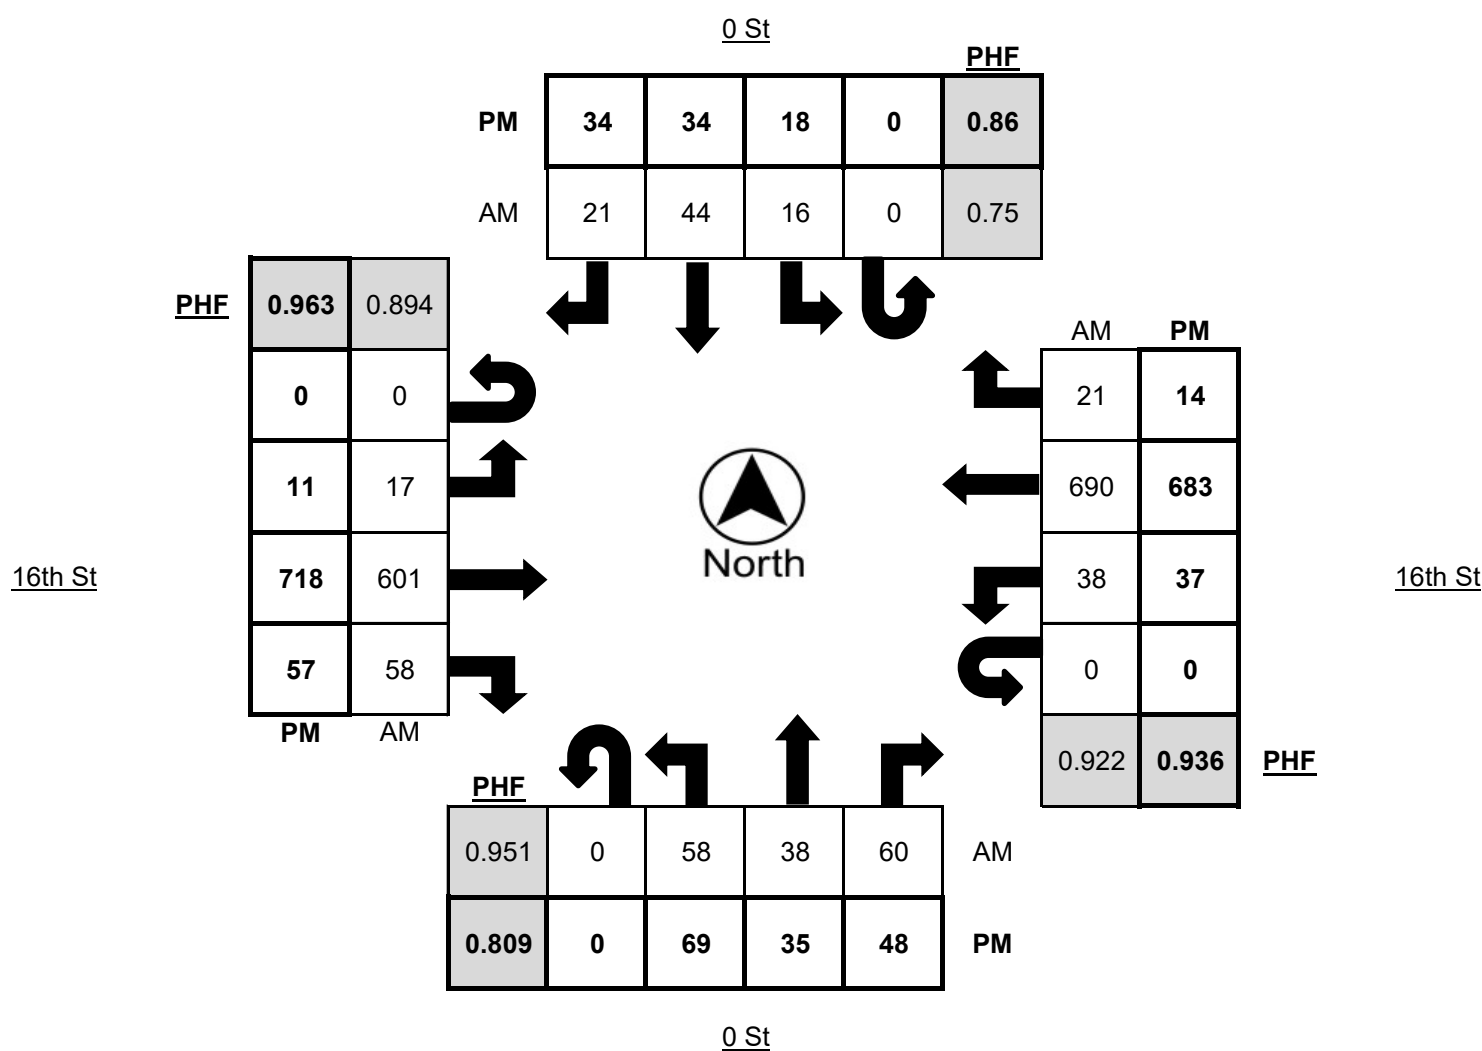 0 St
PHF
PM 34 34 18 0 0.86
AM 21 44 16 0 0.75
PHF 0.963 0.894
0 0
11 17
718 601
57 58
PM AM
16th St
North
AM PM
21 14
690 683
38 37
0 0
0.922 0.936 PHF
16th St
PHF
0.951 0 58 38 60 AM
0.809 0 69 35 48 PM
0 St